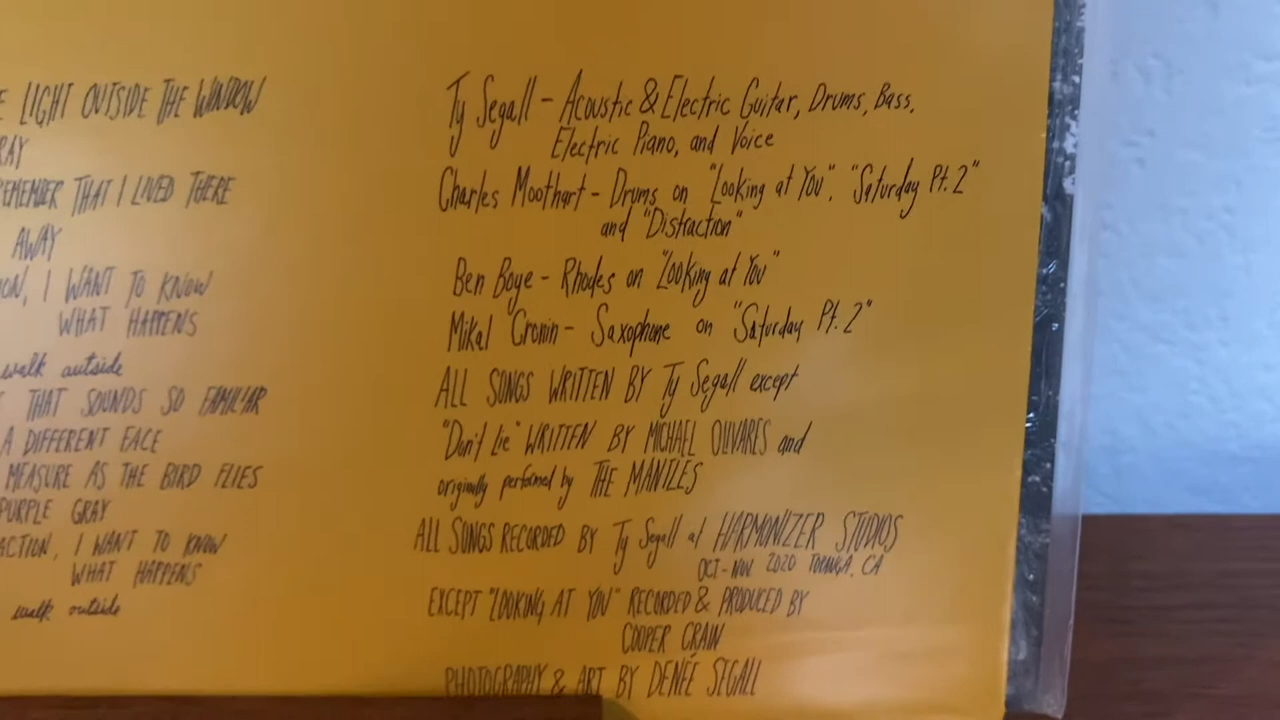 LIGHT OUTSIDE THE WINDOW
RAY
REMEMBER THAT I LIVED THERE
AWAY
I WANT TO KNOW
WHAT HAPPENS
walk outside
THAT SOUNDS SO FAMILIAR
A DIFFERENT FACE
MEASURE AS THE BIRD FLIES
PURPLE GRAY
ACTION, I WANT TO KNOW
WHAT HAPPENS
walk outside
Ty Segall – Acoustic & Electric Guitar, Drums, Bass,
Electric Piano, and Voice
Charles Moothart – Drums on "Looking at You", "Saturday Pt. 2"
and "Distraction"
Ben Boye – Rhodes on "Looking at You"
Mikal Cronin – Saxophone on "Saturday Pt. 2"
ALL SONGS WRITTEN BY Ty Segall except
"Don't Lie" WRITTEN BY MICHAEL OLIVARES and
originally performed by THE MANTLES
ALL SONGS RECORDED BY Ty Segall at HARMONIZER STUDIOS
OCT–NOV 2020 TOPANGA, CA
EXCEPT "LOOKING AT YOU" RECORDED & PRODUCED BY
COOPER CRAIN
PHOTOGRAPHY & ART BY DENÉE SEGALL